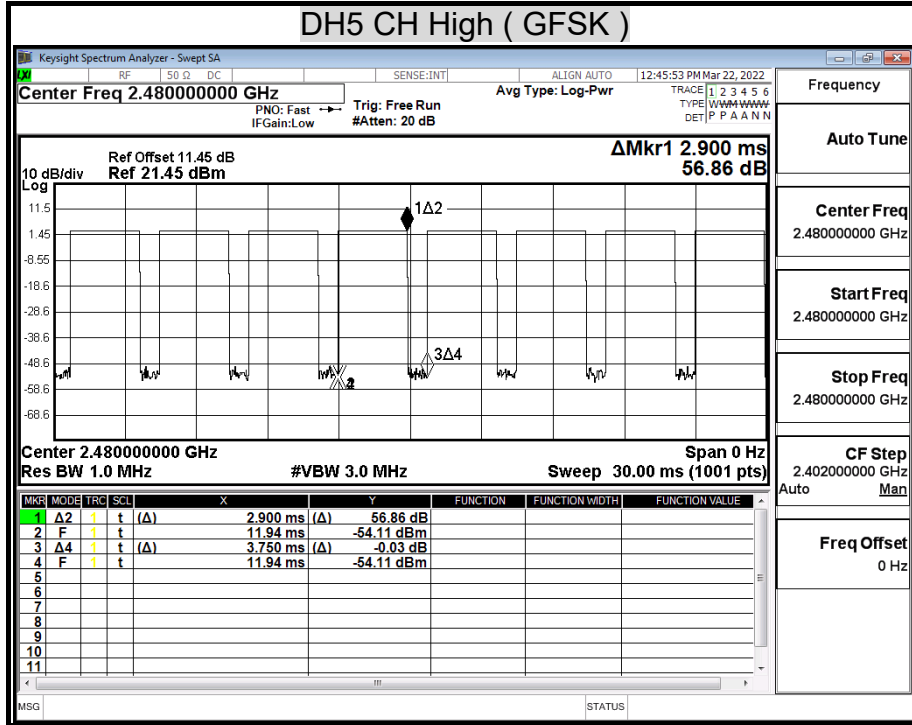 DH5 CH High ( GFSK )
Keysight Spectrum Analyzer - Swept SA
LXI RF 50 Ω DC SENSE:INT ALIGN AUTO 12:45:53 PM Mar 22, 2022
Center Freq 2.480000000 GHz
PNO: Fast
IFGain:Low
Trig: Free Run
#Atten: 20 dB
Avg Type: Log-Pwr
TRACE 1 2 3 4 5 6
TYPE WWMWWWW
DET P P A A N N
ΔMkr1 2.900 ms
56.86 dB
Ref Offset 11.45 dB
10 dB/div Ref 21.45 dBm
Log
11.5
1.45
-8.55
-18.6
-28.6
-38.6
-48.6
-58.6
-68.6
1Δ2
3Δ4
Center 2.480000000 GHz Span 0 Hz
Res BW 1.0 MHz #VBW 3.0 MHz Sweep 30.00 ms (1001 pts)
MKR MODE TRC SCL X Y FUNCTION FUNCTION WIDTH FUNCTION VALUE
1 Δ2 1 t (Δ) 2.900 ms (Δ) 56.86 dB
2 F 1 t 11.94 ms -54.11 dBm
3 Δ4 1 t (Δ) 3.750 ms (Δ) -0.03 dB
4 F 1 t 11.94 ms -54.11 dBm
5
6
7
8
9
10
11
MSG STATUS
Frequency
Auto Tune
Center Freq
2.480000000 GHz
Start Freq
2.480000000 GHz
Stop Freq
2.480000000 GHz
CF Step
2.402000000 GHz
Auto Man
Freq Offset
0 Hz